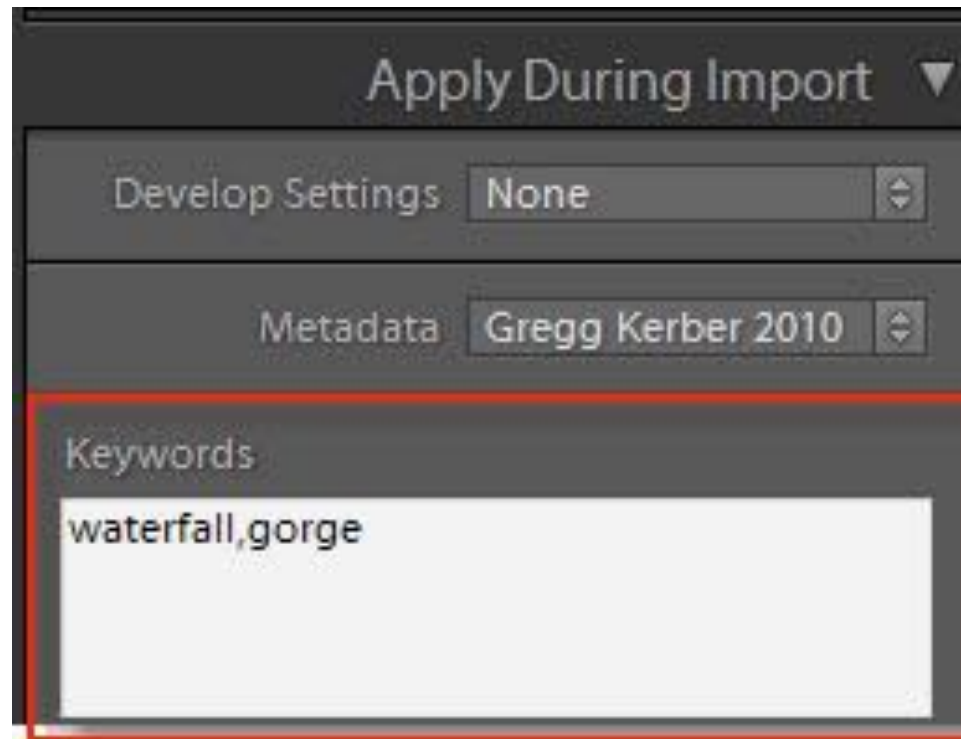 Apply During Import
Develop Settings None
Metadata Gregg Kerber 2010
Keywords
waterfall,gorge